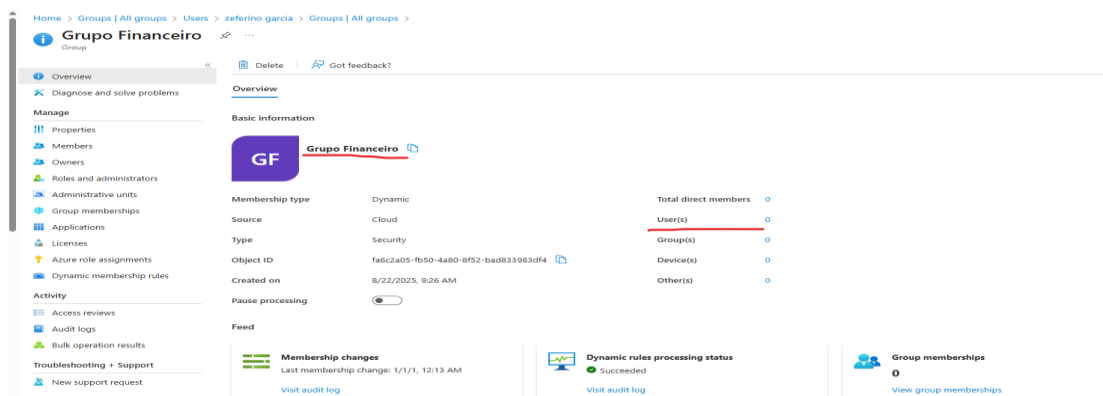 Home > Groups | All groups > Users > zeferino garcia > Groups | All groups >
Grupo Financeiro
Group
Delete
Got feedback?
Overview
Diagnose and solve problems
Manage
Properties
Members
Owners
Roles and administrators
Administrative units
Group memberships
Applications
Licenses
Azure role assignments
Dynamic membership rules
Activity
Access reviews
Audit logs
Bulk operation results
Troubleshooting + Support
New support request
Overview
Basic information
GF
Grupo Financeiro
Membership type Dynamic
Source Cloud
Type Security
Object ID fa6c2a05-fb50-4a80-8f52-bad833983df4
Created on 8/22/2025, 9:26 AM
Pause processing
Total direct members 0
User(s) 0
Group(s) 0
Device(s) 0
Other(s) 0
Feed
Membership changes
Last membership change: 1/1/1, 12:13 AM
Visit audit log
Dynamic rules processing status
Succeeded
Visit audit log
Group memberships
0
View group memberships